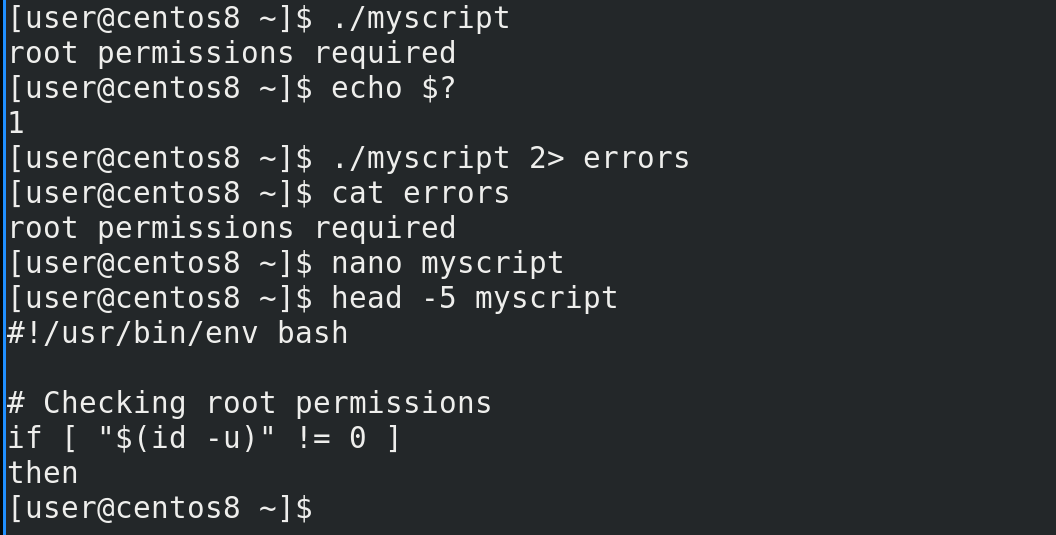 [user@centos8 ~]$ ./myscript
root permissions required
[user@centos8 ~]$ echo $?
1
[user@centos8 ~]$ ./myscript 2> errors
[user@centos8 ~]$ cat errors
root permissions required
[user@centos8 ~]$ nano myscript
[user@centos8 ~]$ head -5 myscript
#!/usr/bin/env bash

# Checking root permissions
if [ "$(id -u)" != 0 ]
then
[user@centos8 ~]$